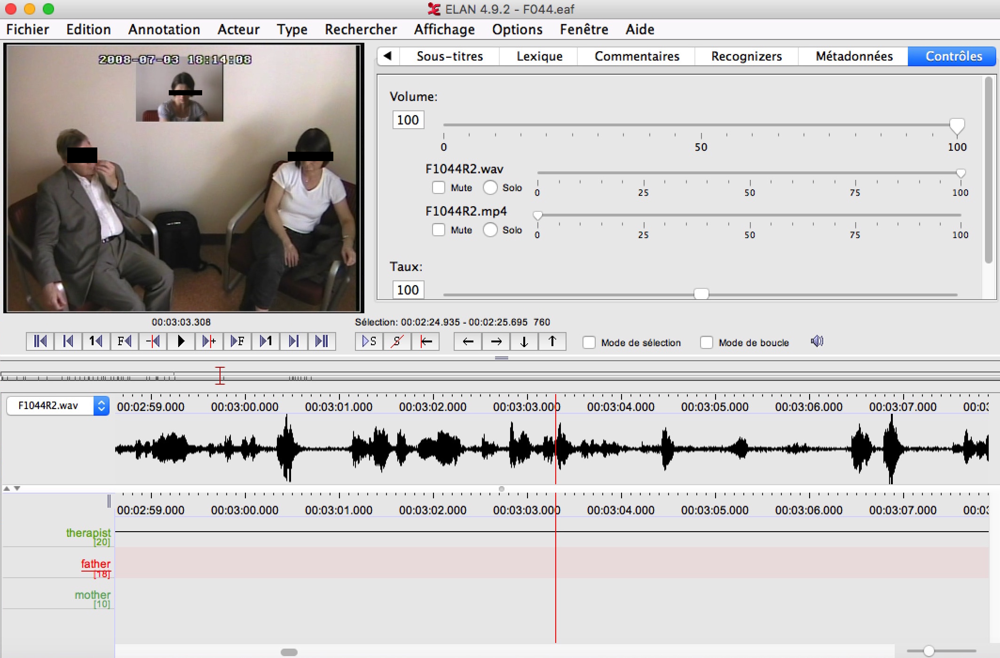 ELAN 4.9.2 - F044.eaf
Fichier Edition Annotation Acteur Type Rechercher Affichage Options Fenêtre Aide
2008-07-03 18:14:08
Sous-titres Lexique Commentaires Recognizers Métadonnées Contrôles
Volume:
100
0 50 100
F1044R2.wav
Mute Solo 0 25 50 75 100
F1044R2.mp4
Mute Solo 0 25 50 75 100
Taux:
100
00:03:03.308
Sélection: 00:02:24.935 - 00:02:25.695 760
1 F + F 1 S S Mode de sélection Mode de boucle
F1044R2.wav
00:02:59.000 00:03:00.000 00:03:01.000 00:03:02.000 00:03:03.000 00:03:04.000 00:03:05.000 00:03:06.000 00:03:07.000 00:03
00:02:59.000 00:03:00.000 00:03:01.000 00:03:02.000 00:03:03.000 00:03:04.000 00:03:05.000 00:03:06.000 00:03:07.000 00:03
therapist
[20]
father
[18]
mother
[10]